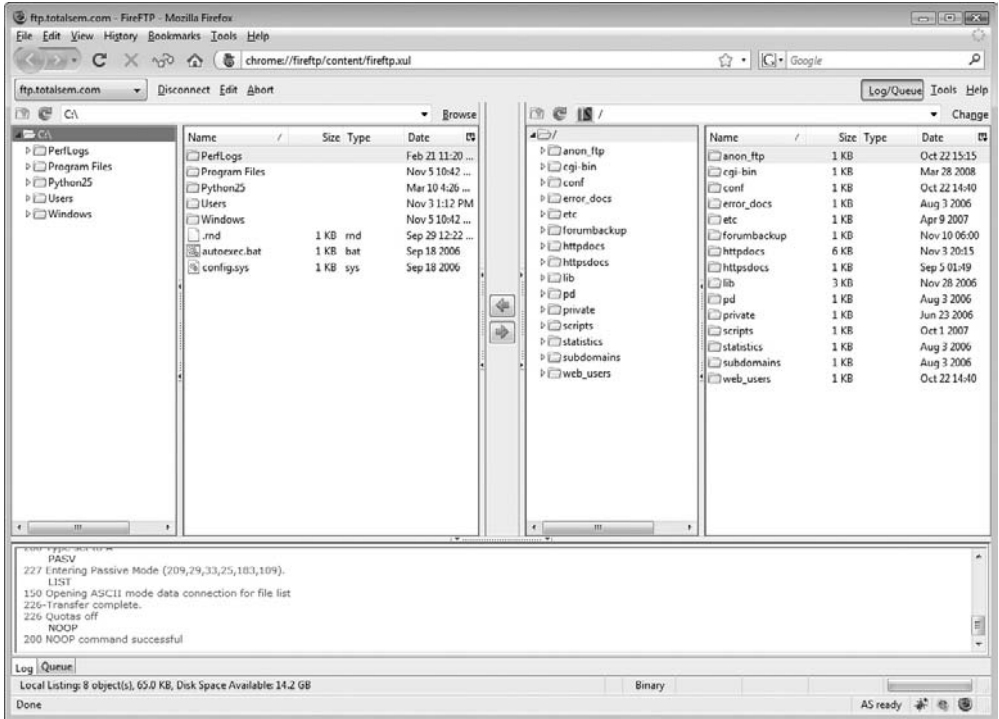 ftp.totalsem.com - FireFTP - Mozilla Firefox
File Edit View History Bookmarks Tools Help
chrome://fireftp/content/fireftp.xul
Google
ftp.totalsem.com Disconnect Edit Abort Log/Queue Tools Help
C:\ Browse / Change
C:\
PerfLogs
Program Files
Python25
Users
Windows
Name Size Type Date
PerfLogs Feb 21 11:20 ...
Program Files Nov 5 10:42 ...
Python25 Mar 10 4:26 ...
Users Nov 3 1:12 PM
Windows Nov 5 10:42 ...
.rnd 1 KB rnd Sep 29 12:22 ...
autoexec.bat 1 KB bat Sep 18 2006
config.sys 1 KB sys Sep 18 2006
/
anon_ftp
cgi-bin
conf
error_docs
etc
forumbackup
httpdocs
httpsdocs
lib
pd
private
scripts
statistics
subdomains
web_users
Name Size Type Date
anon_ftp 1 KB Oct 22 15:15
cgi-bin 1 KB Mar 28 2008
conf 1 KB Oct 22 14:40
error_docs 1 KB Aug 3 2006
etc 1 KB Apr 9 2007
forumbackup 1 KB Nov 10 06:00
httpdocs 6 KB Nov 3 20:15
httpsdocs 1 KB Sep 5 01:49
lib 3 KB Nov 28 2006
pd 1 KB Aug 3 2006
private 1 KB Jun 23 2006
scripts 1 KB Oct 1 2007
statistics 1 KB Aug 3 2006
subdomains 1 KB Aug 3 2006
web_users 1 KB Oct 22 14:40
PASV
227 Entering Passive Mode (209,29,33,25,183,109).
LIST
150 Opening ASCII mode data connection for file list
226-Transfer complete.
226 Quotas off
NOOP
200 NOOP command successful
Log Queue
Local Listing: 8 object(s), 65.0 KB, Disk Space Available: 14.2 GB Binary
Done AS ready